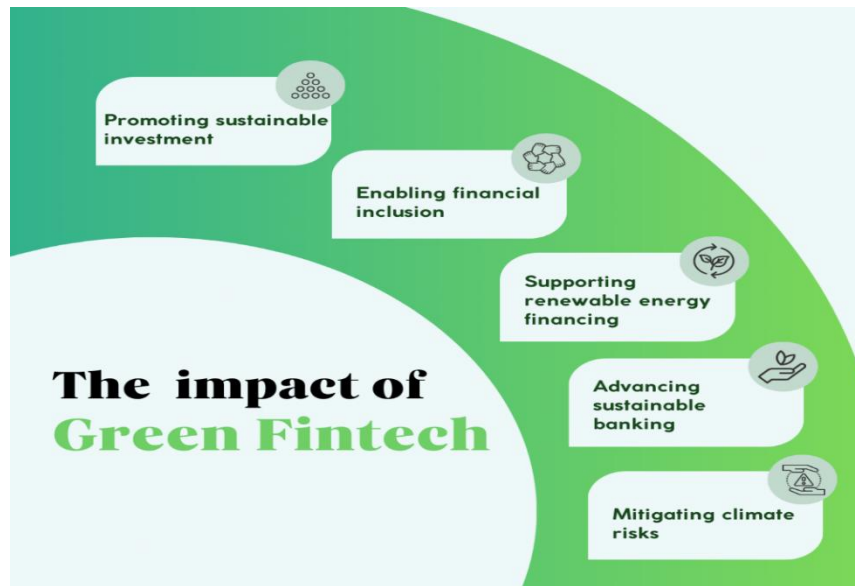 Promoting sustainable
investment
Enabling financial
inclusion
Supporting
renewable energy
financing
The impact of
Green Fintech
Advancing
sustainable
banking
Mitigating climate
risks